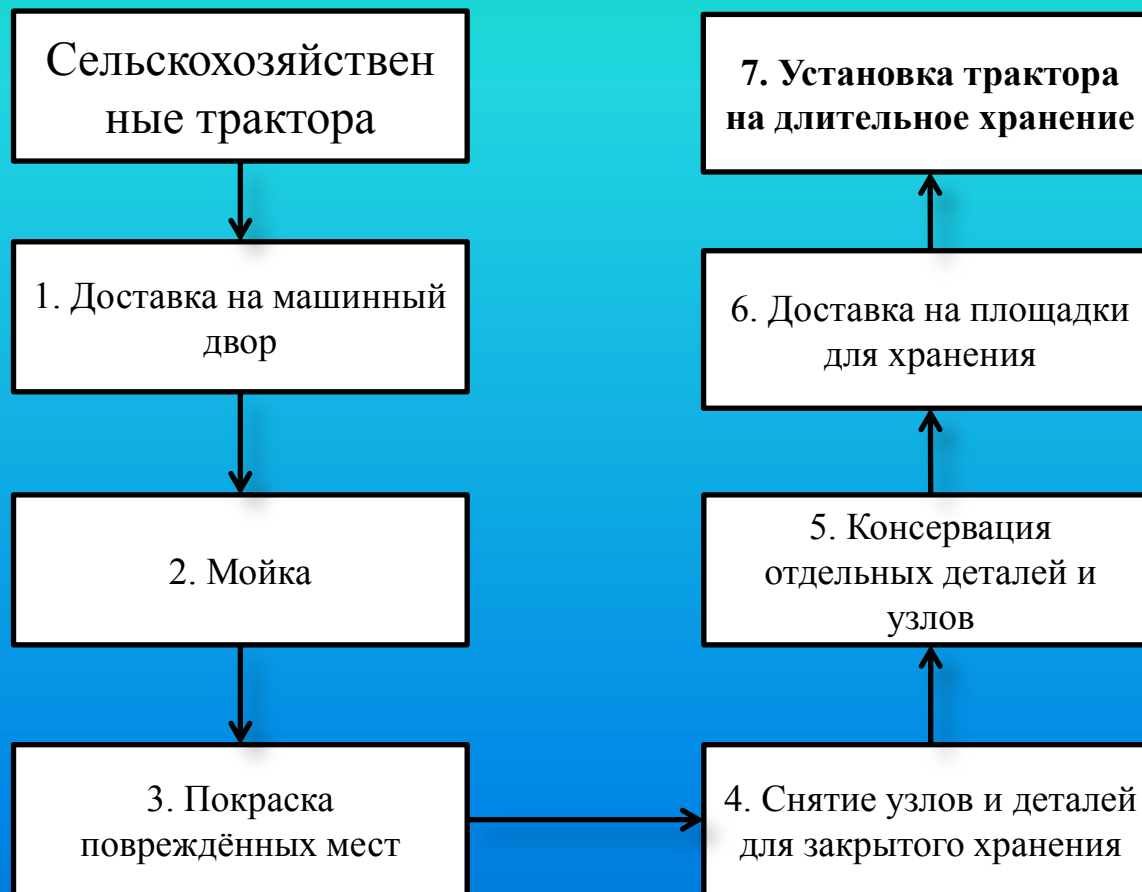 Сельскохозяйствен
ные трактора
1. Доставка на машинный
двор
2. Мойка
3. Покраска
повреждённых мест
4. Снятие узлов и деталей
для закрытого хранения
5. Консервация
отдельных деталей и
узлов
6. Доставка на площадки
для хранения
7. Установка трактора
на длительное хранение